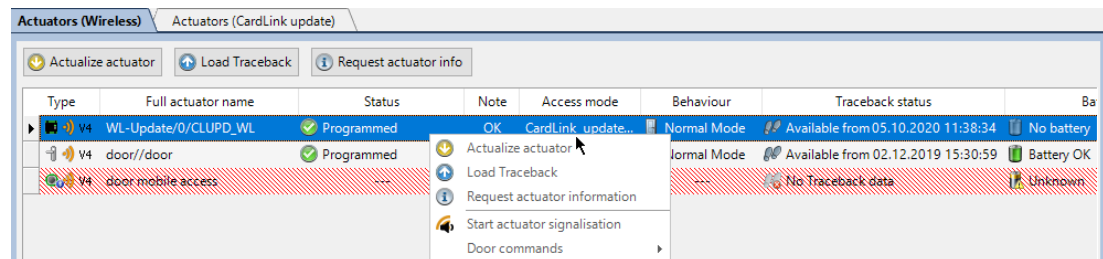 Actuators (Wireless) Actuators (CardLink update)
Actualize actuator Load Traceback Request actuator info
Type Full actuator name Status Note Access mode Behaviour Traceback status Ba
V4 WL-Update/0/CLUPD_WL Programmed OK CardLink update... Normal Mode Available from 05.10.2020 11:38:34 No battery
V4 door//door Programmed Normal Mode Available from 02.12.2019 15:30:59 Battery OK
V4 door mobile access --- --- No Traceback data Unknown
Actualize actuator
Load Traceback
Request actuator information
Start actuator signalisation
Door commands